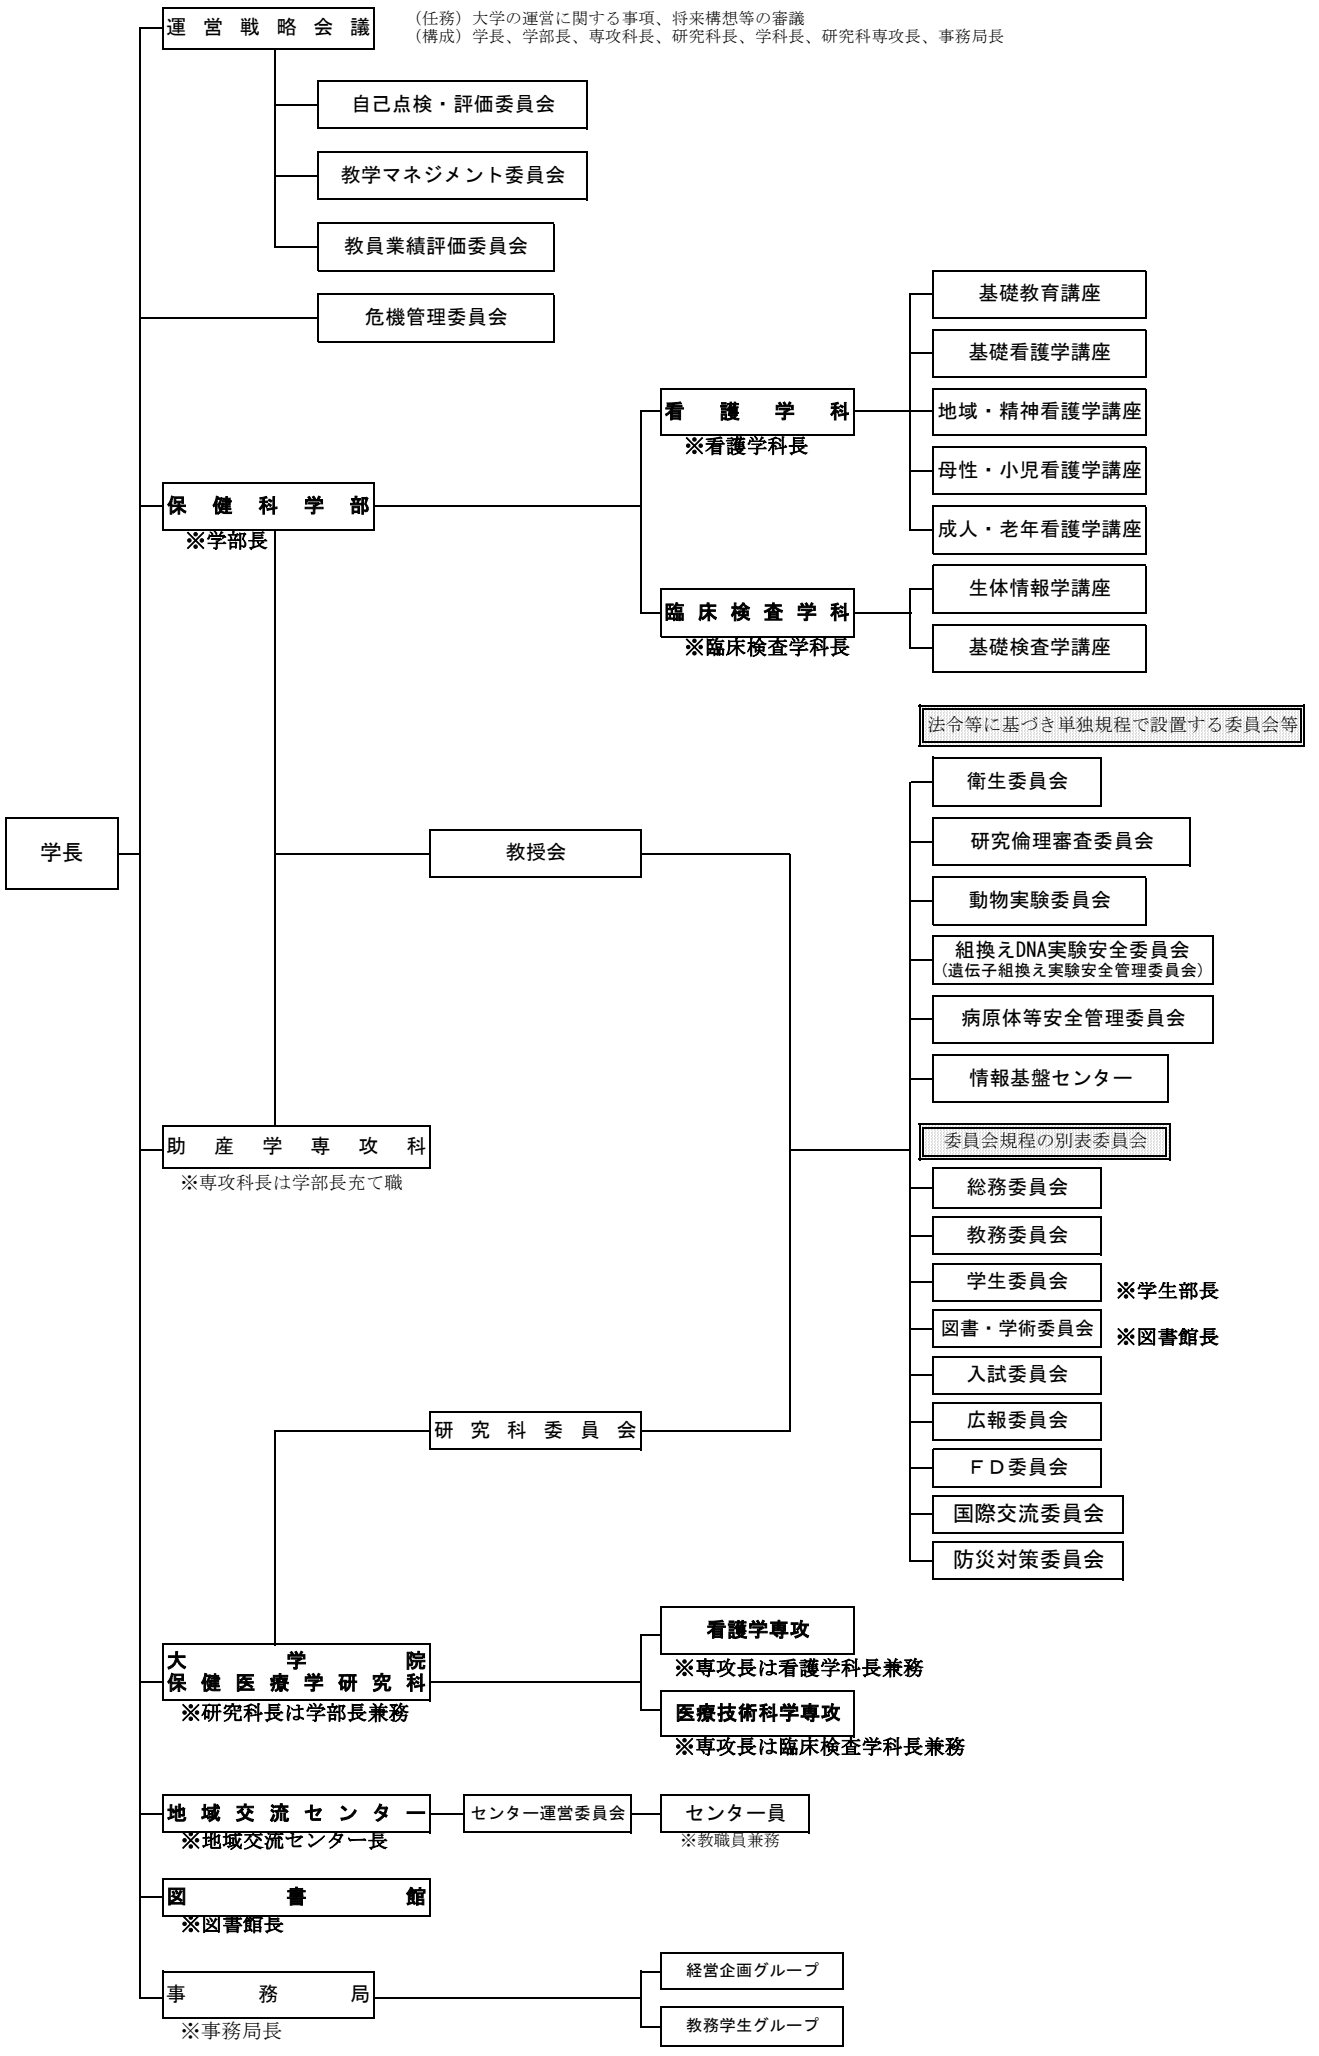 運営戦略会議
（任務）大学の運営に関する事項、将来構想等の審議
（構成）学長、学部長、専攻科長、研究科長、学科長、研究科専攻長、事務局長
自己点検・評価委員会
教学マネジメント委員会
教員業績評価委員会
危機管理委員会
基礎教育講座
基礎看護学講座
看護学科
※看護学科長
地域・精神看護学講座
母性・小児看護学講座
保健科学部
※学部長
成人・老年看護学講座
生体情報学講座
臨床検査学科
※臨床検査学科長
基礎検査学講座
法令等に基づき単独規程で設置する委員会等
衛生委員会
研究倫理審査委員会
学長
教授会
動物実験委員会
組換えDNA実験安全委員会
（遺伝子組換え実験安全管理委員会）
病原体等安全管理委員会
情報基盤センター
委員会規程の別表委員会
助産学専攻科
※専攻科長は学部長充て職
総務委員会
教務委員会
学生委員会
※学生部長
図書・学術委員会
※図書館長
入試委員会
広報委員会
研究科委員会
ＦＤ委員会
国際交流委員会
防災対策委員会
大学院
保健医療学研究科
※研究科長は学部長兼務
看護学専攻
※専攻長は看護学科長兼務
医療技術科学専攻
※専攻長は臨床検査学科長兼務
地域交流センター
※地域交流センター長
センター運営委員会
センター員
※教職員兼務
図書館
※図書館長
事務局
※事務局長
経営企画グループ
教務学生グループ